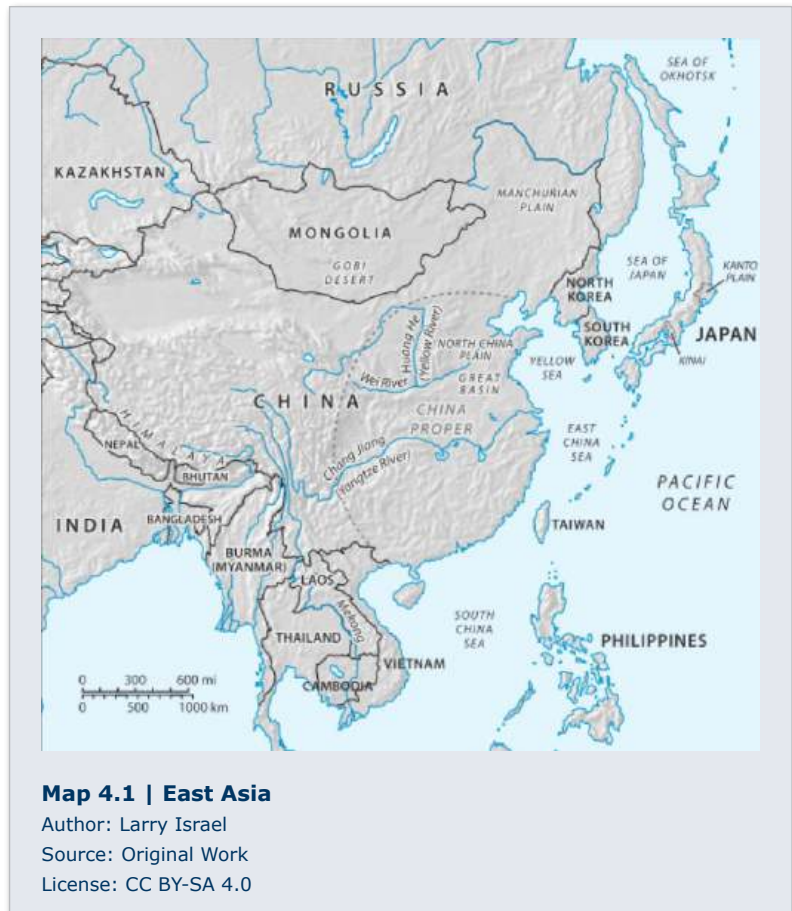 SEA OF
OKHOTSK
RUSSIA
KAZAKHSTAN
MANCHURIAN
PLAIN
MONGOLIA
GOBI
DESERT
SEA OF
JAPAN
KANTO
PLAIN
NORTH
KOREA
SOUTH
KOREA
JAPAN
KINAI
Huang He
(Yellow River)
NORTH CHINA
PLAIN
YELLOW
SEA
Wei River
GREAT
BASIN
CHINA
CHINA
PROPER
HIMALAYA
NEPAL
BHUTAN
Chang Jiang
(Yangtze River)
EAST
CHINA
SEA
PACIFIC
OCEAN
INDIA
BANGLADESH
TAIWAN
BURMA
(MYANMAR)
LAOS
Mekong
SOUTH
CHINA
SEA
THAILAND
VIETNAM
PHILIPPINES
CAMBODIA
0 300 600 mi
0 500 1000 km
Map 4.1 | East Asia
Author: Larry Israel
Source: Original Work
License: CC BY-SA 4.0